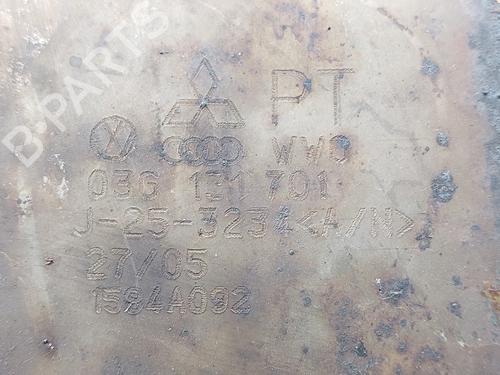 B-PARTS
PT
WWO
03G 131 701
J-25-3234<A/N>
27/05
1584A092